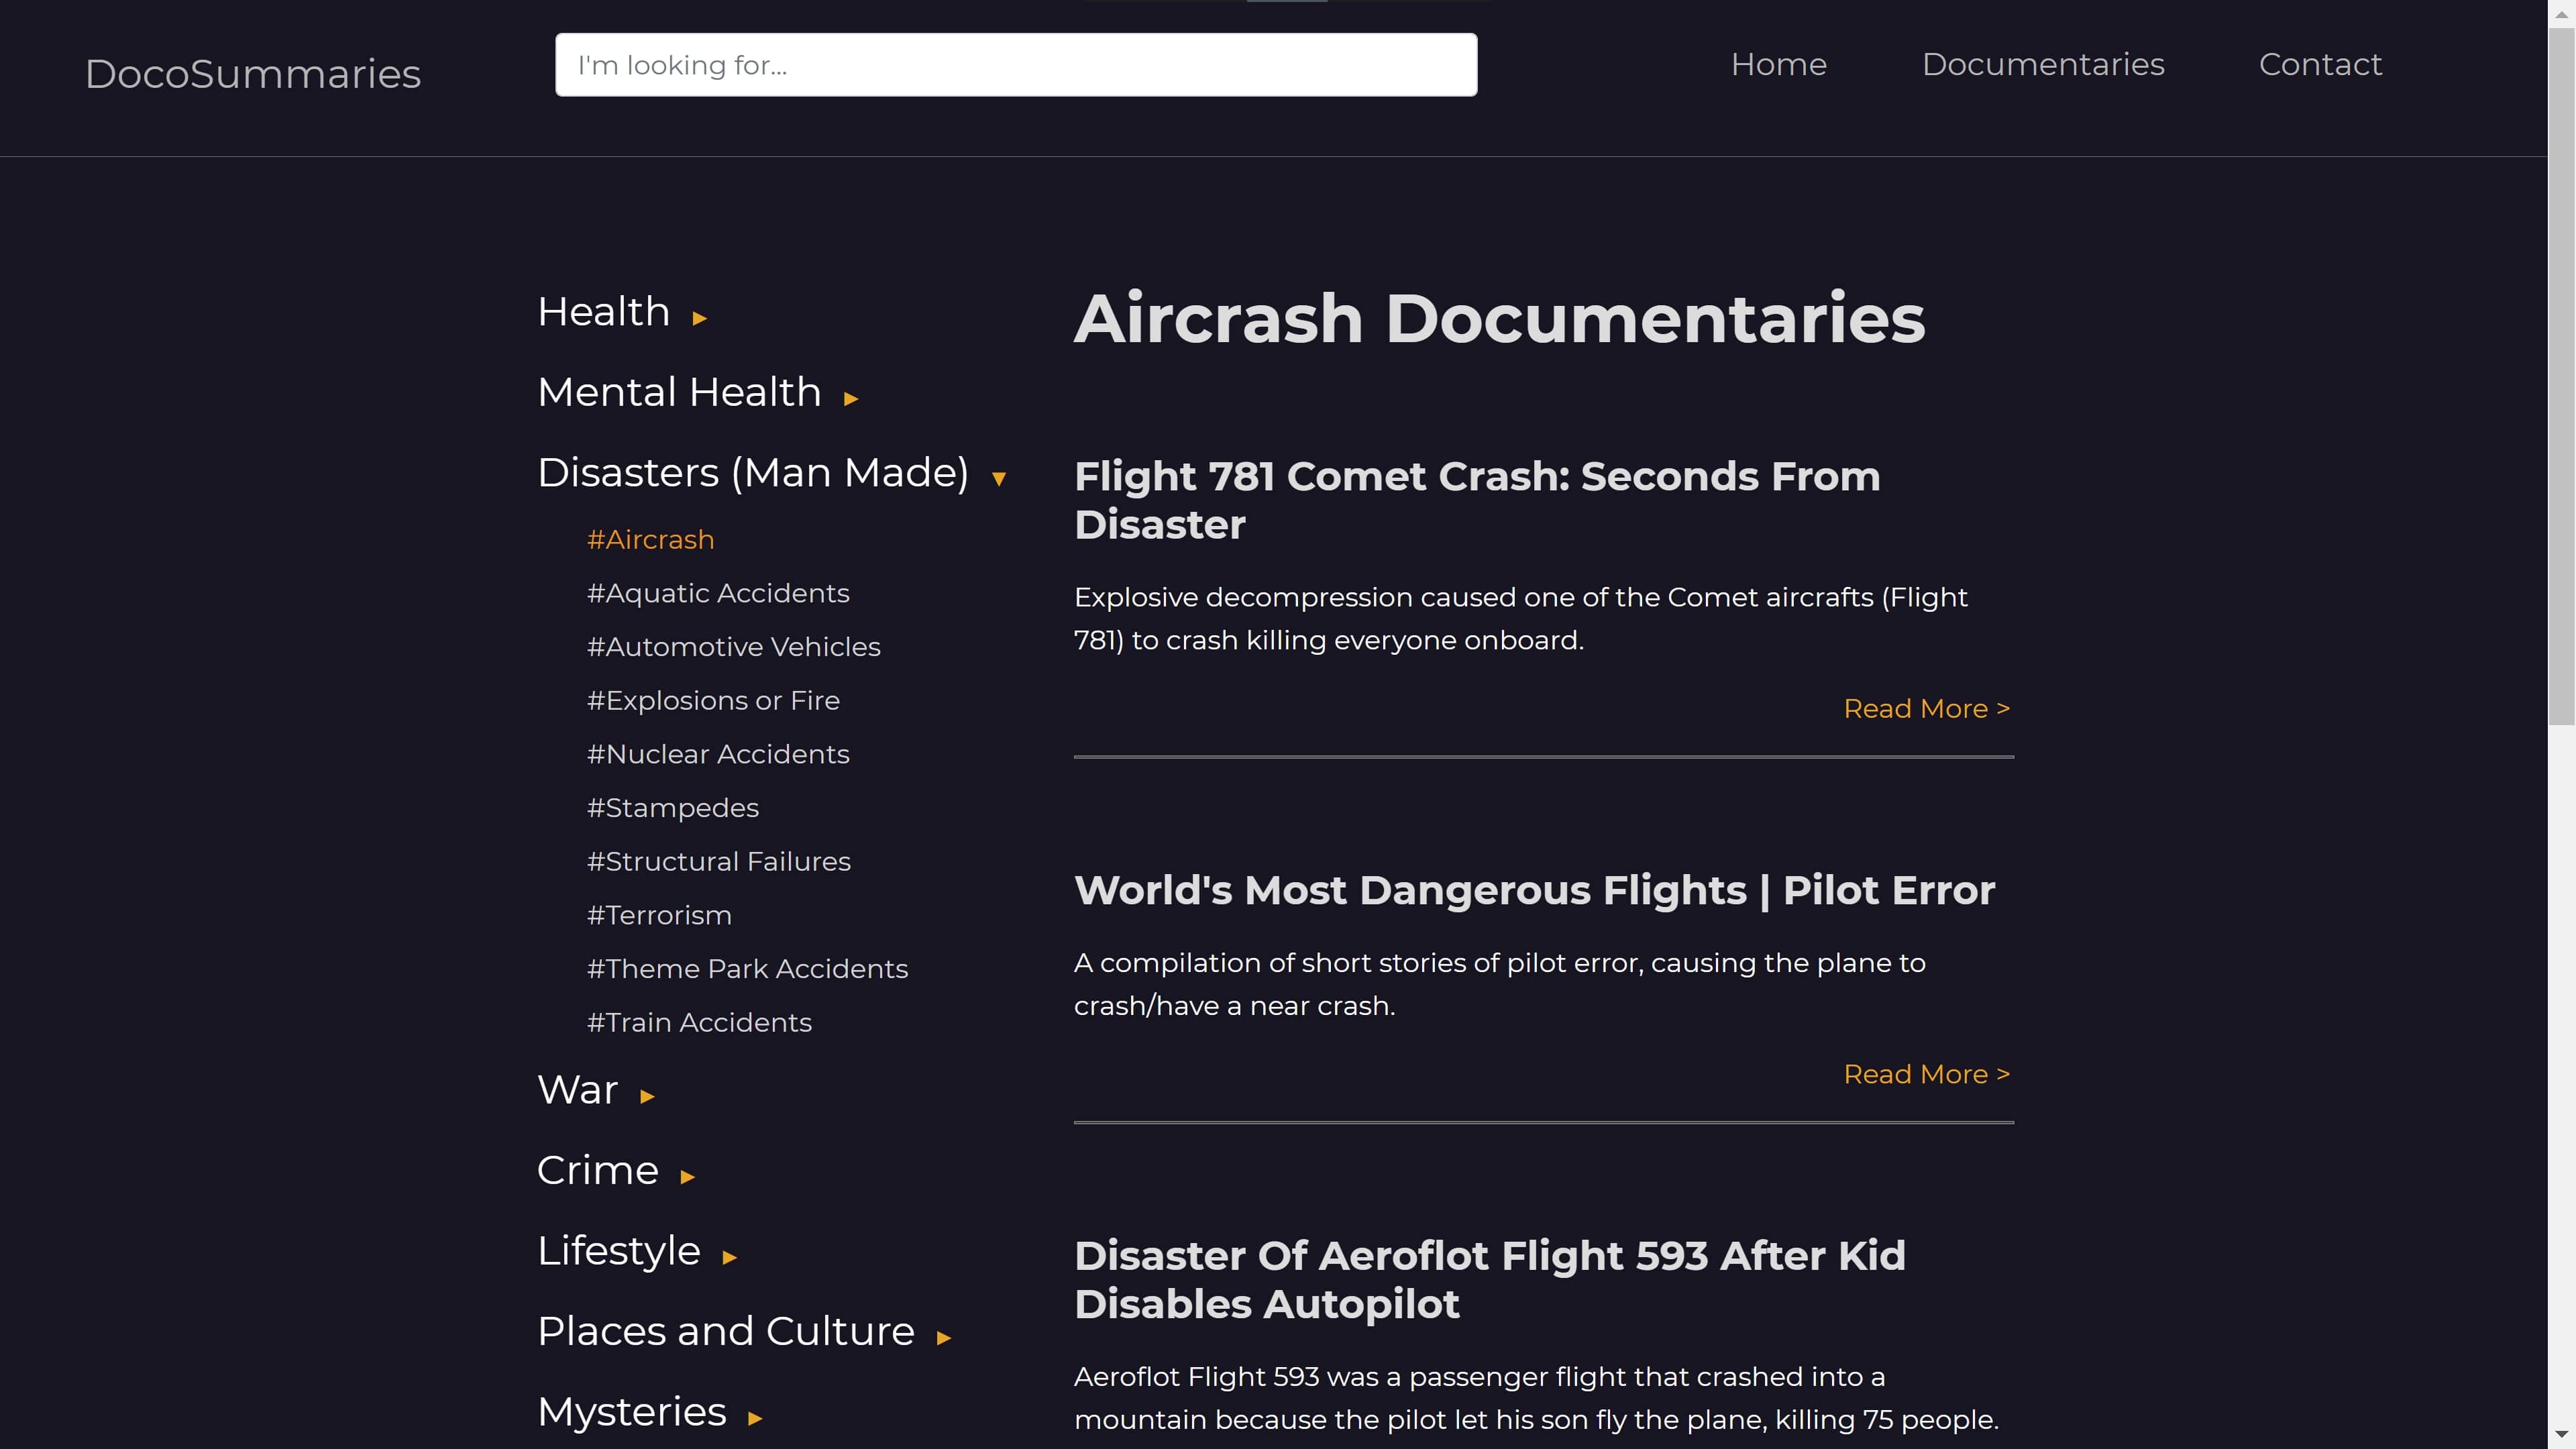 DocoSummaries
I'm looking for...
Home
Documentaries
Contact
Health ▸
Mental Health ▸
Disasters (Man Made) ▾
#Aircrash
#Aquatic Accidents
#Automotive Vehicles
#Explosions or Fire
#Nuclear Accidents
#Stampedes
#Structural Failures
#Terrorism
#Theme Park Accidents
#Train Accidents
War ▸
Crime ▸
Lifestyle ▸
Places and Culture ▸
Mysteries ▸
Aircrash Documentaries
Flight 781 Comet Crash: Seconds From
Disaster
Explosive decompression caused one of the Comet aircrafts (Flight
781) to crash killing everyone onboard.
Read More >
World's Most Dangerous Flights | Pilot Error
A compilation of short stories of pilot error, causing the plane to
crash/have a near crash.
Read More >
Disaster Of Aeroflot Flight 593 After Kid
Disables Autopilot
Aeroflot Flight 593 was a passenger flight that crashed into a
mountain because the pilot let his son fly the plane, killing 75 people.